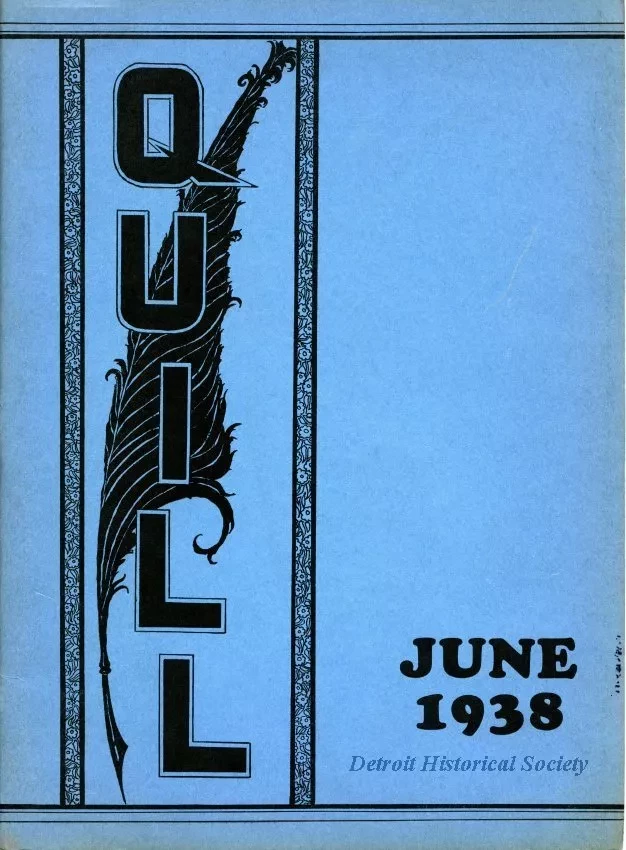 QUILL
JUNE
1938
Detroit Historical Society